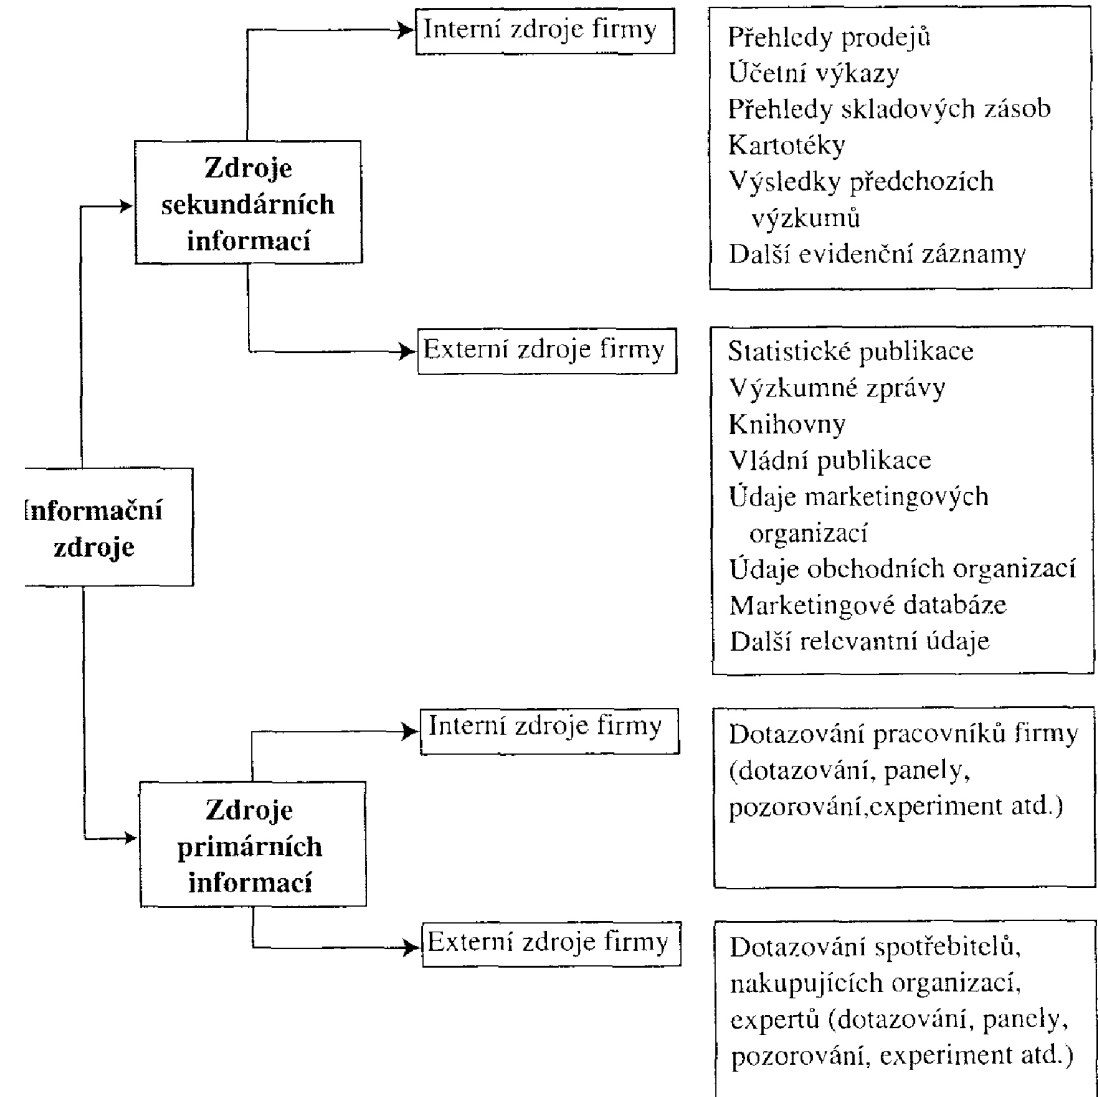 Interní zdroje firmy
Přehledy prodejů
Účetní výkazy
Přehledy skladových zásob
Kartotéky
Výsledky předchozích
výzkumů
Další evidenční záznamy
Zdroje
sekundárních
informací
Externí zdroje firmy
Statistické publikace
Výzkumné zprávy
Knihovny
Vládní publikace
Údaje marketingových
organizací
Údaje obchodních organizací
Marketingové databáze
Další relevantní údaje
Informační
zdroje
Interní zdroje firmy
Dotazování pracovníků firmy
(dotazování, panely,
pozorování,experiment atd.)
Zdroje
primárních
informací
Externí zdroje firmy
Dotazování spotřebitelů,
nakupujících organizací,
expertů (dotazování, panely,
pozorování, experiment atd.)